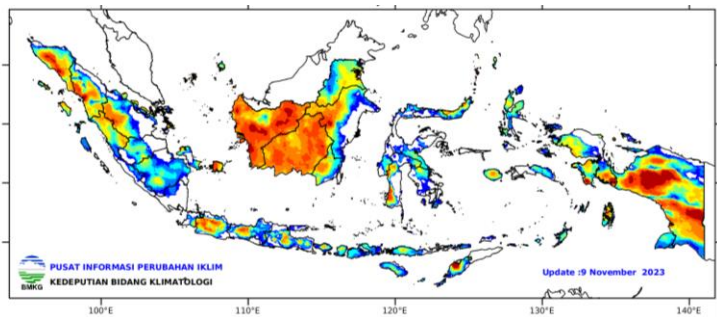 PUSAT INFORMASI PERUBAHAN IKLIM
KEDEPUTIAN BIDANG KLIMATOLOGI
BMKG
Update :9 November 2023
100°E
110°E
120°E
130°E
140°E